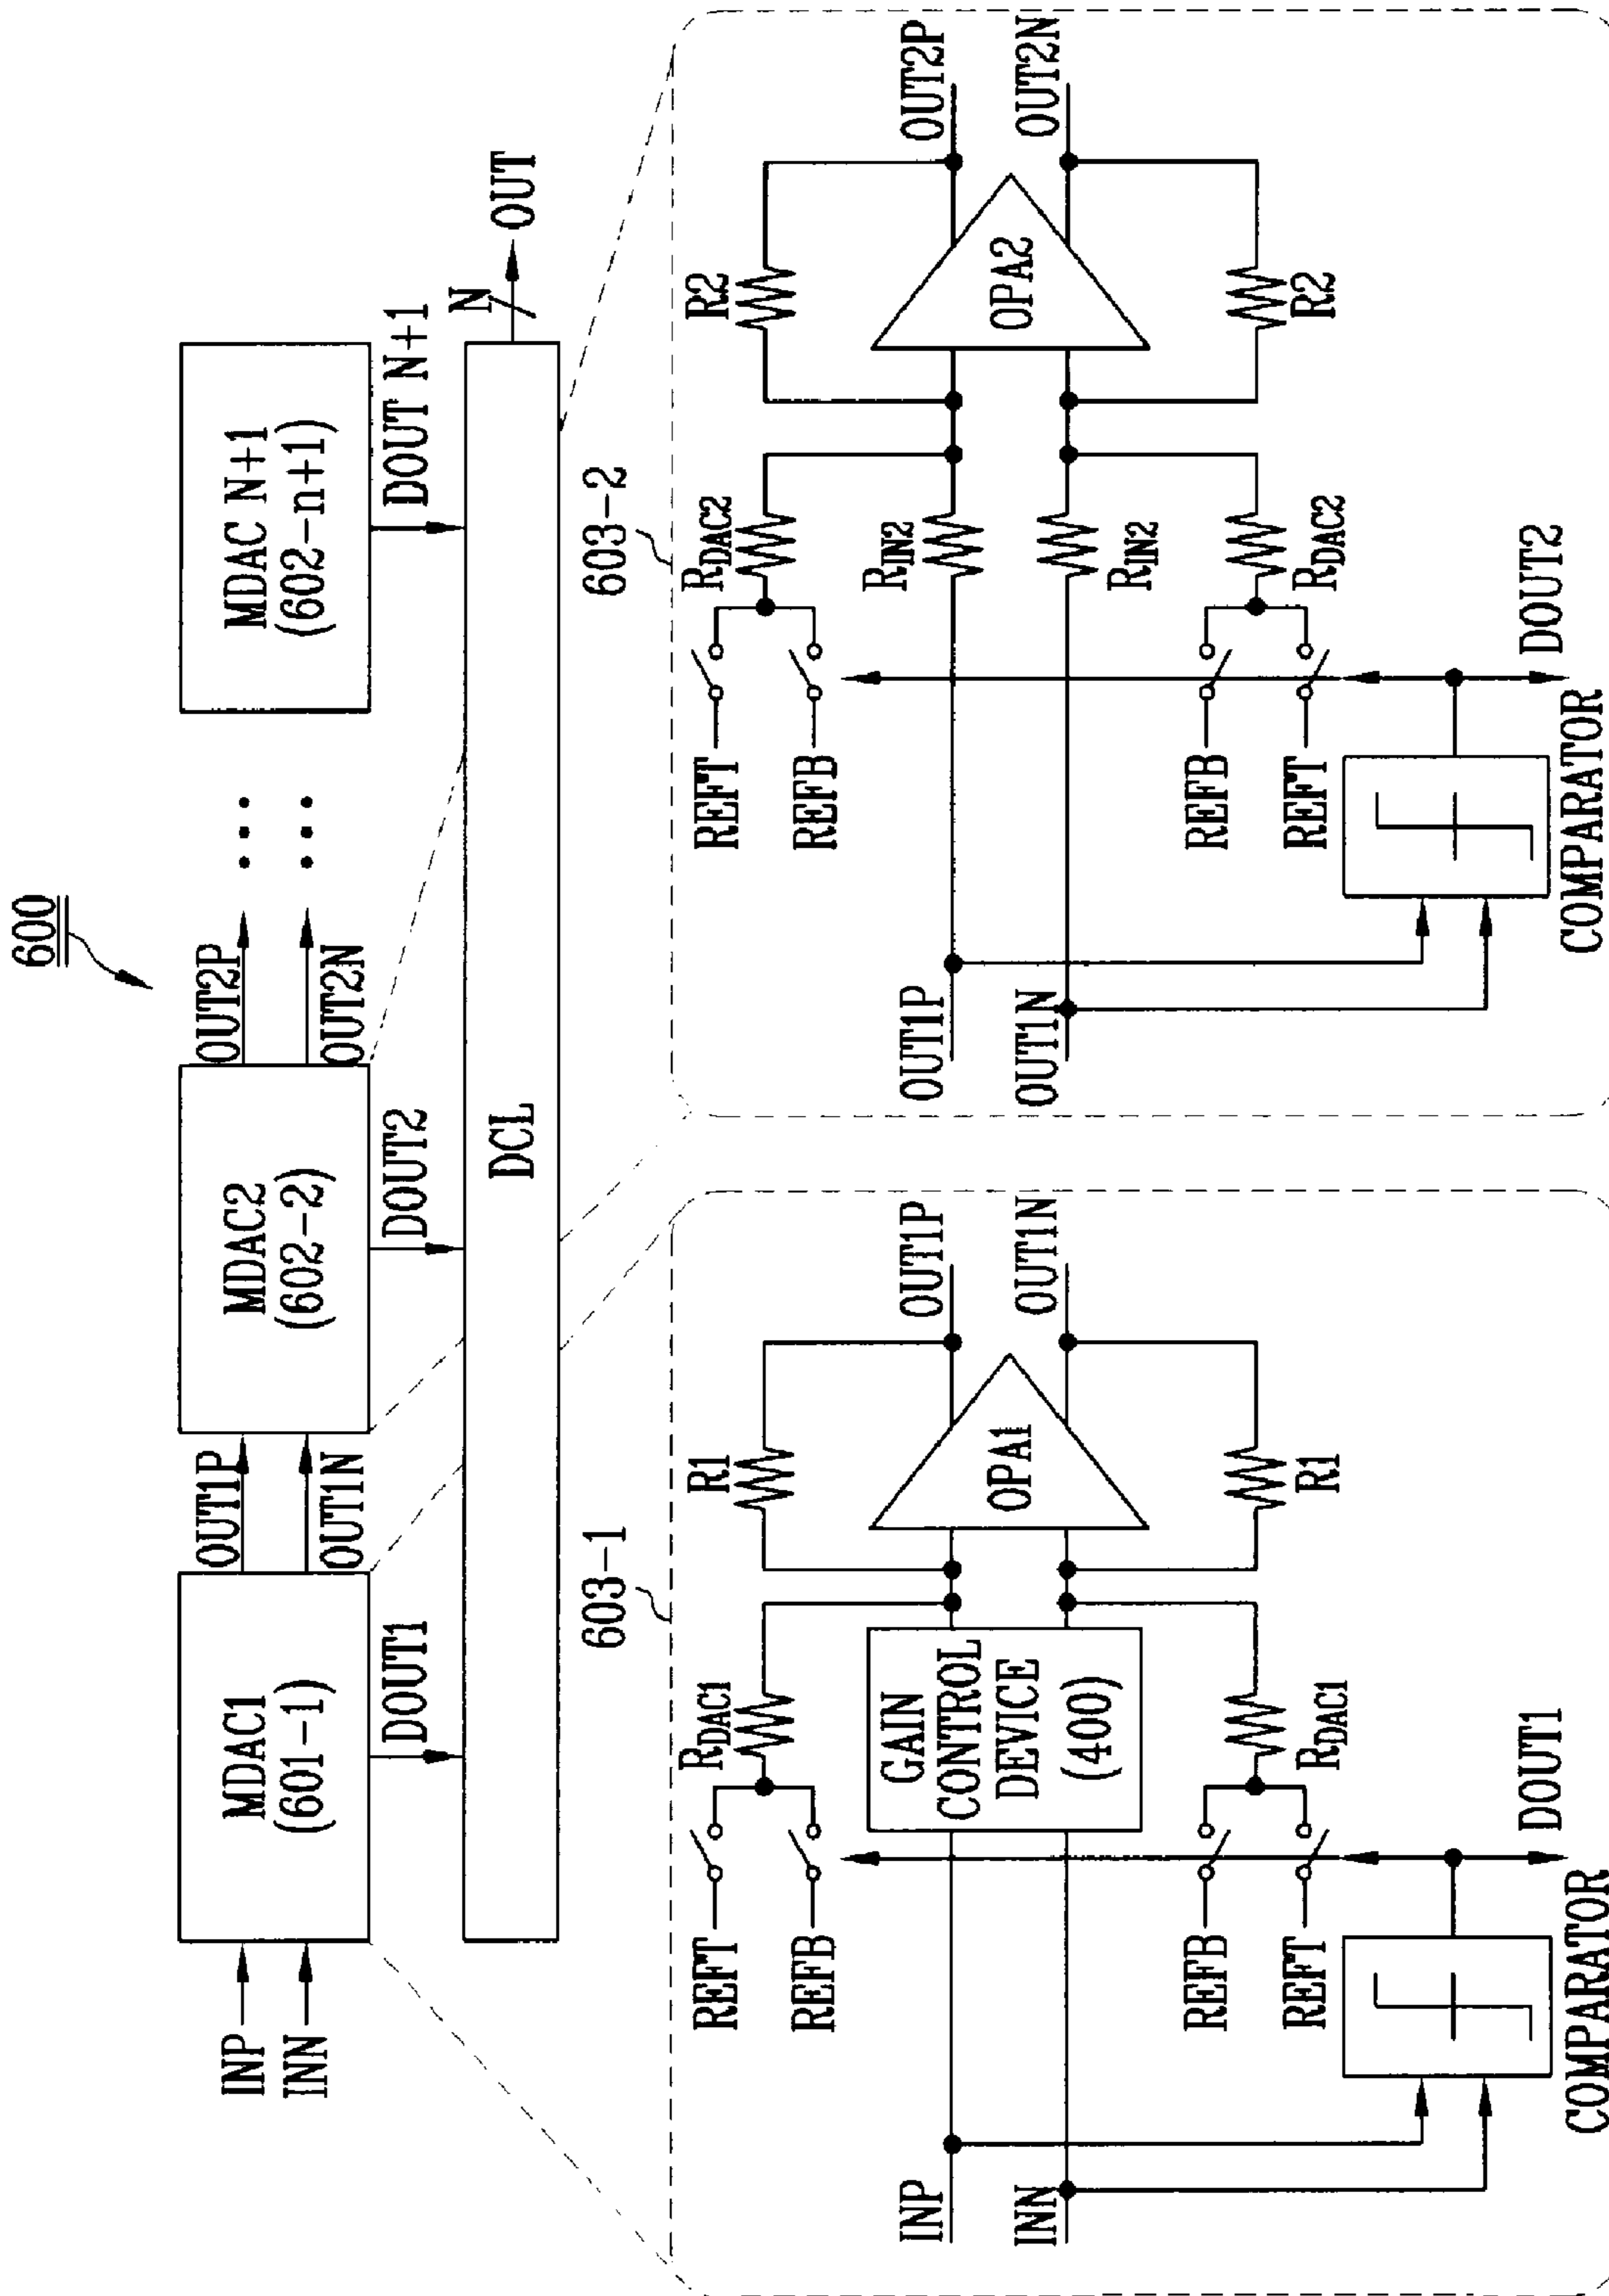 600
INP
INN
MDAC1
(601-1)
OUT1P
OUT1N
MDAC2
(602-2)
OUT2P
OUT2N
MDAC N+1
(602-n+1)
DOUT1
DOUT2
DOUT N+1
DCL
N
OUT
603-1
REFT
REFB
RDAC1
R1
INP
INN
GAIN
CONTROL
DEVICE
(400)
OPA1
OUT1P
OUT1N
REFB
REFT
RDAC1
R1
COMPARATOR
DOUT1
603-2
REFT
REFB
RDAC2
R2
OUT1P
OUT1N
RIN2
RIN2
OPA2
OUT2P
OUT2N
REFB
REFT
RDAC2
R2
COMPARATOR
DOUT2